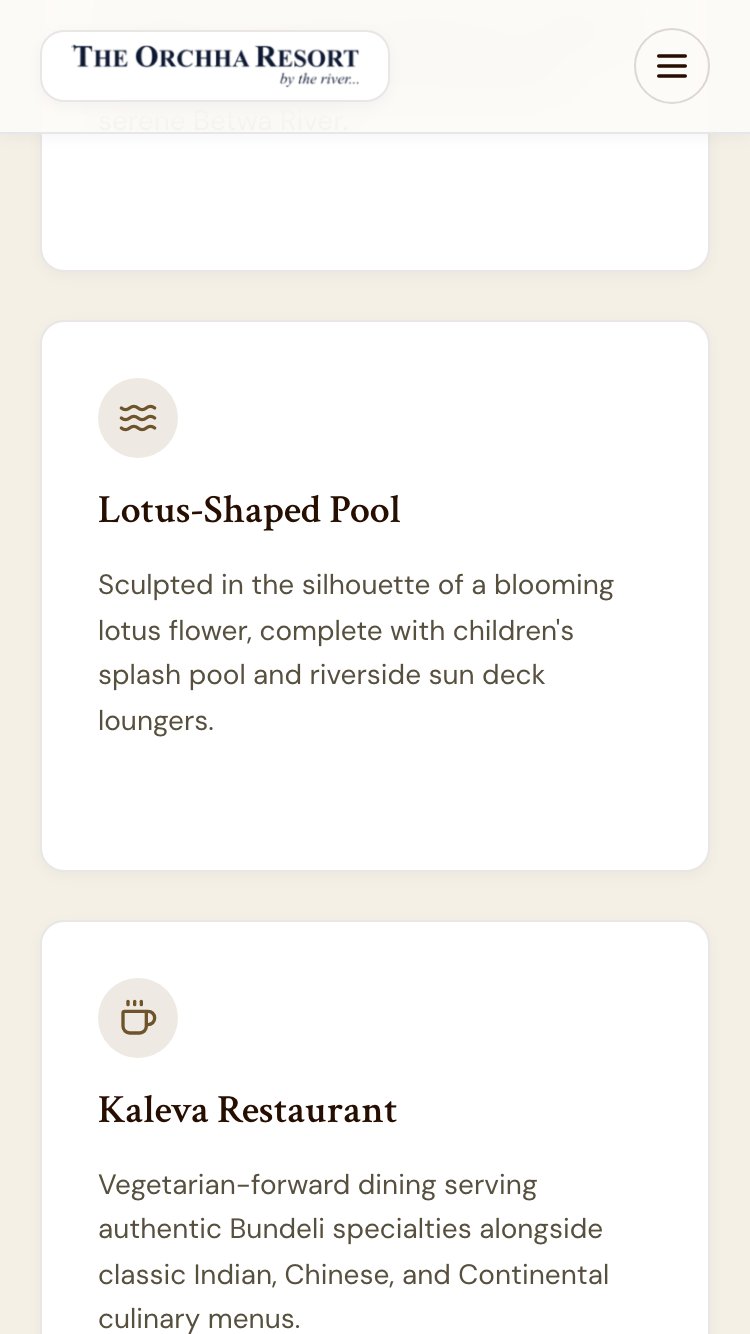 THE ORCHHA RESORT
by the river...
serene Betwa River.
Lotus-Shaped Pool
Sculpted in the silhouette of a blooming
lotus flower, complete with children's
splash pool and riverside sun deck
loungers.
Kaleva Restaurant
Vegetarian-forward dining serving
authentic Bundeli specialties alongside
classic Indian, Chinese, and Continental
culinary menus.